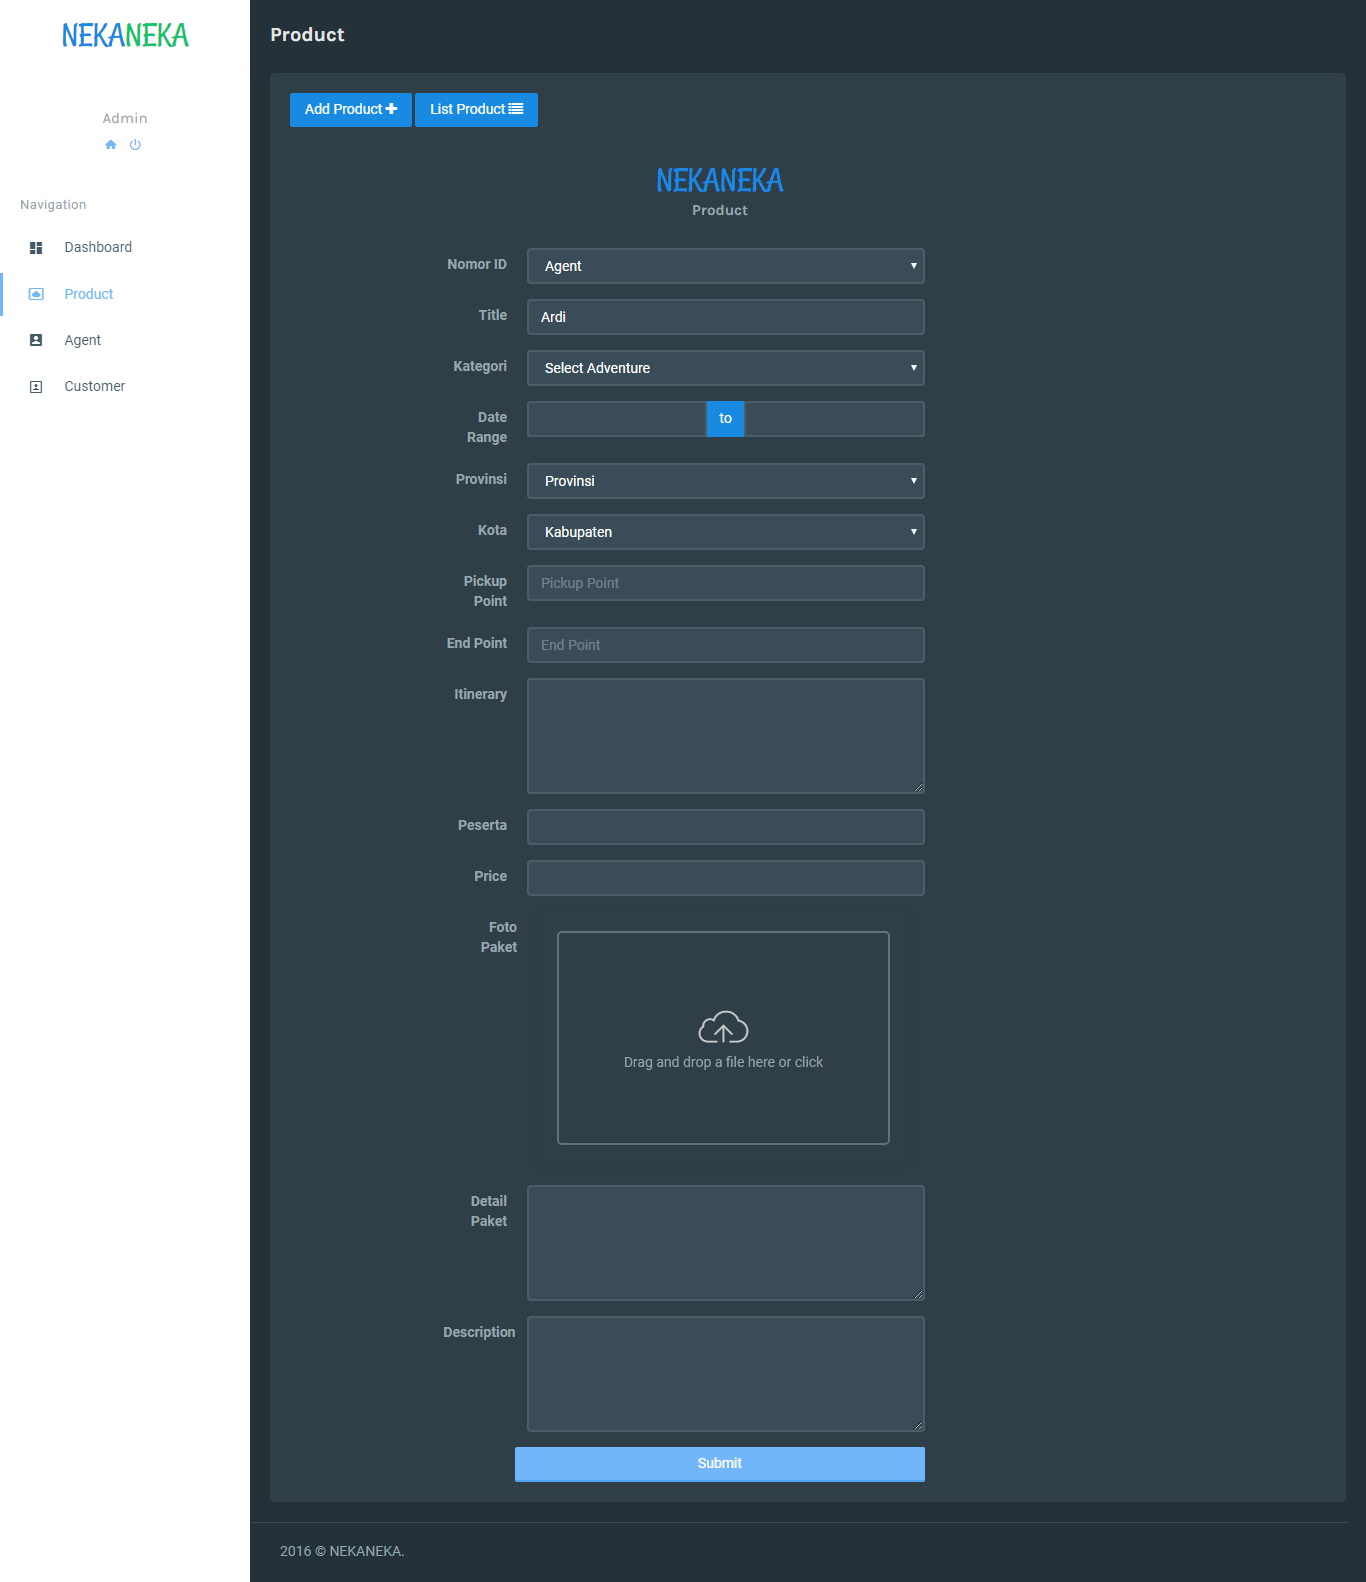 NEKANEKA
Admin
Navigation
Dashboard
Product
Agent
Customer
Product
Add Product
List Product
NEKANEKA
Product
Nomor ID
Agent
Title
Ardi
Kategori
Select Adventure
Date
Range
to
Provinsi
Provinsi
Kota
Kabupaten
Pickup
Point
Pickup Point
End Point
End Point
Itinerary
Peserta
Price
Foto
Paket
Drag and drop a file here or click
Detail
Paket
Description
Submit
2016 © NEKANEKA.